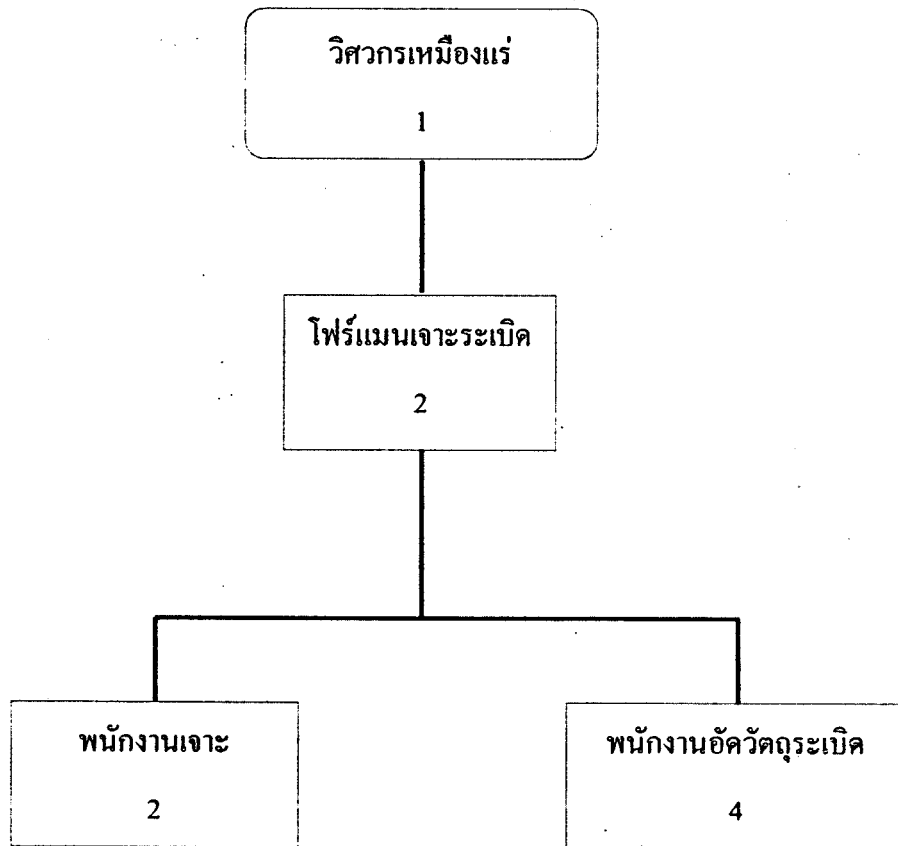 วิศวกรเหมืองแร่
1
โฟร์แมนเจาะระเบิด
2
พนักงานเจาะ
2
พนักงานอัดวัตถุระเบิด
4